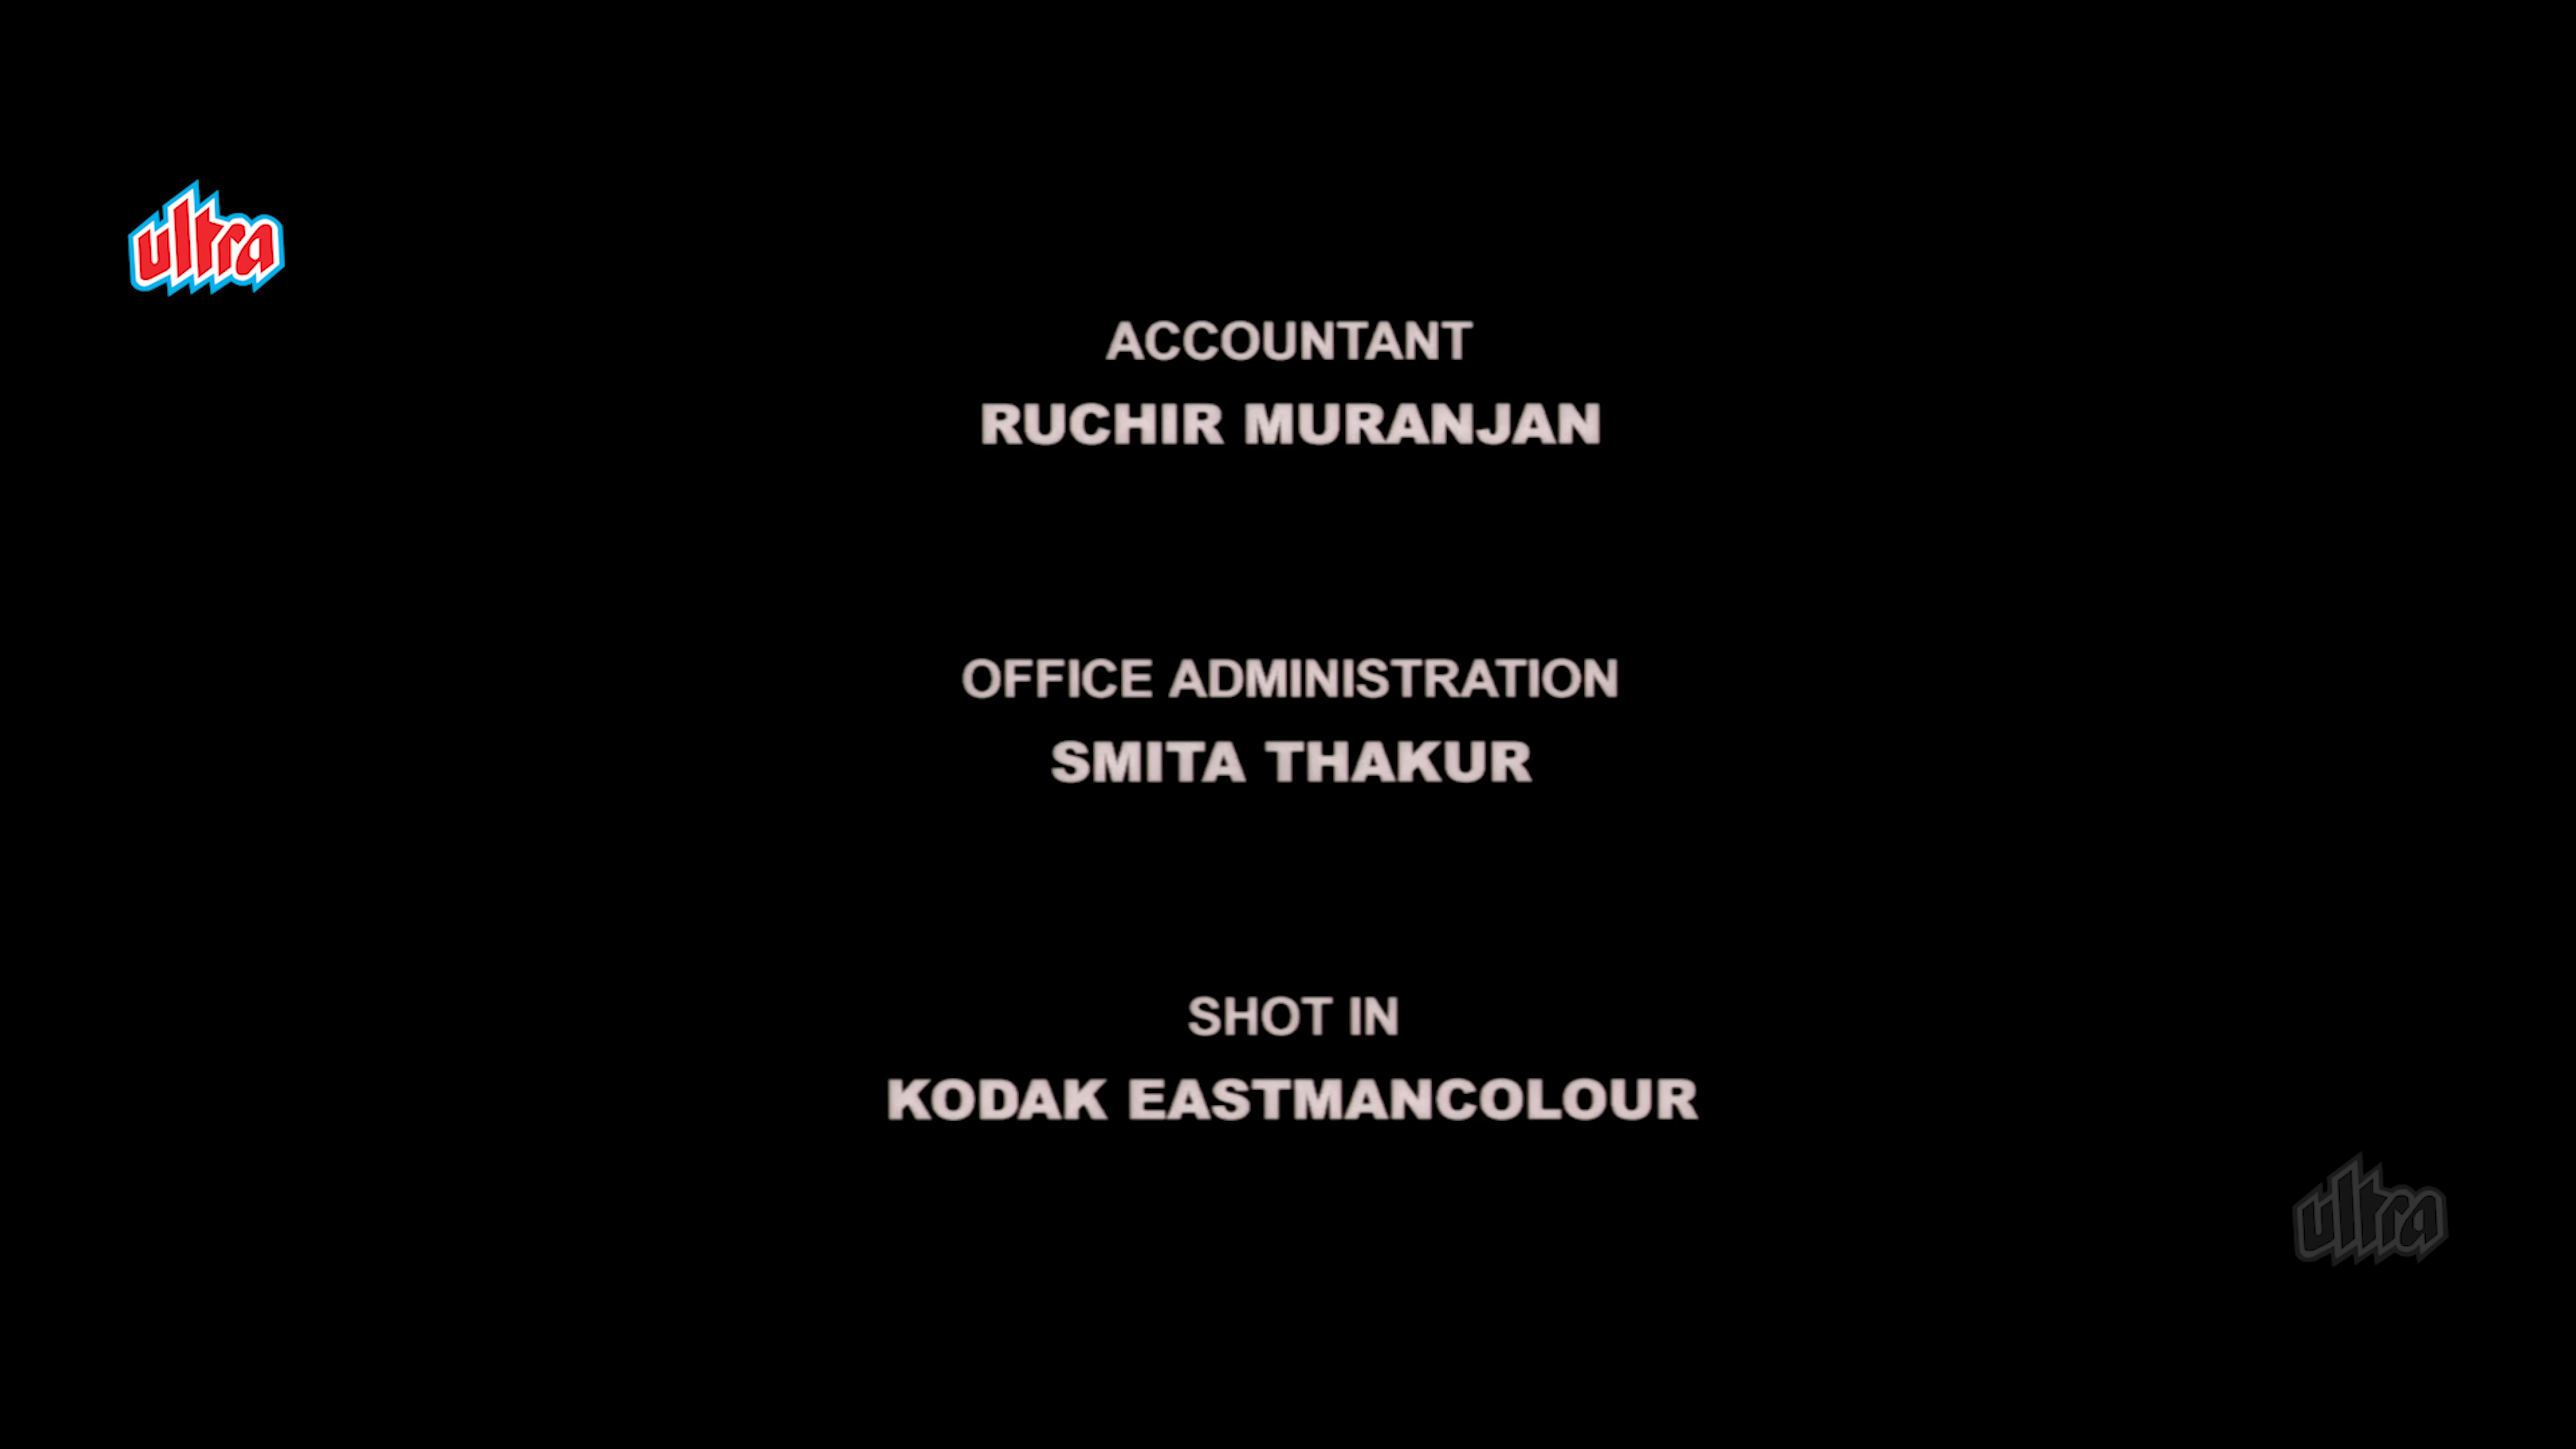 ultra
ACCOUNTANT
RUCHIR MURANJAN
OFFICE ADMINISTRATION
SMITA THAKUR
SHOT IN
KODAK EASTMANCOLOUR
ultra